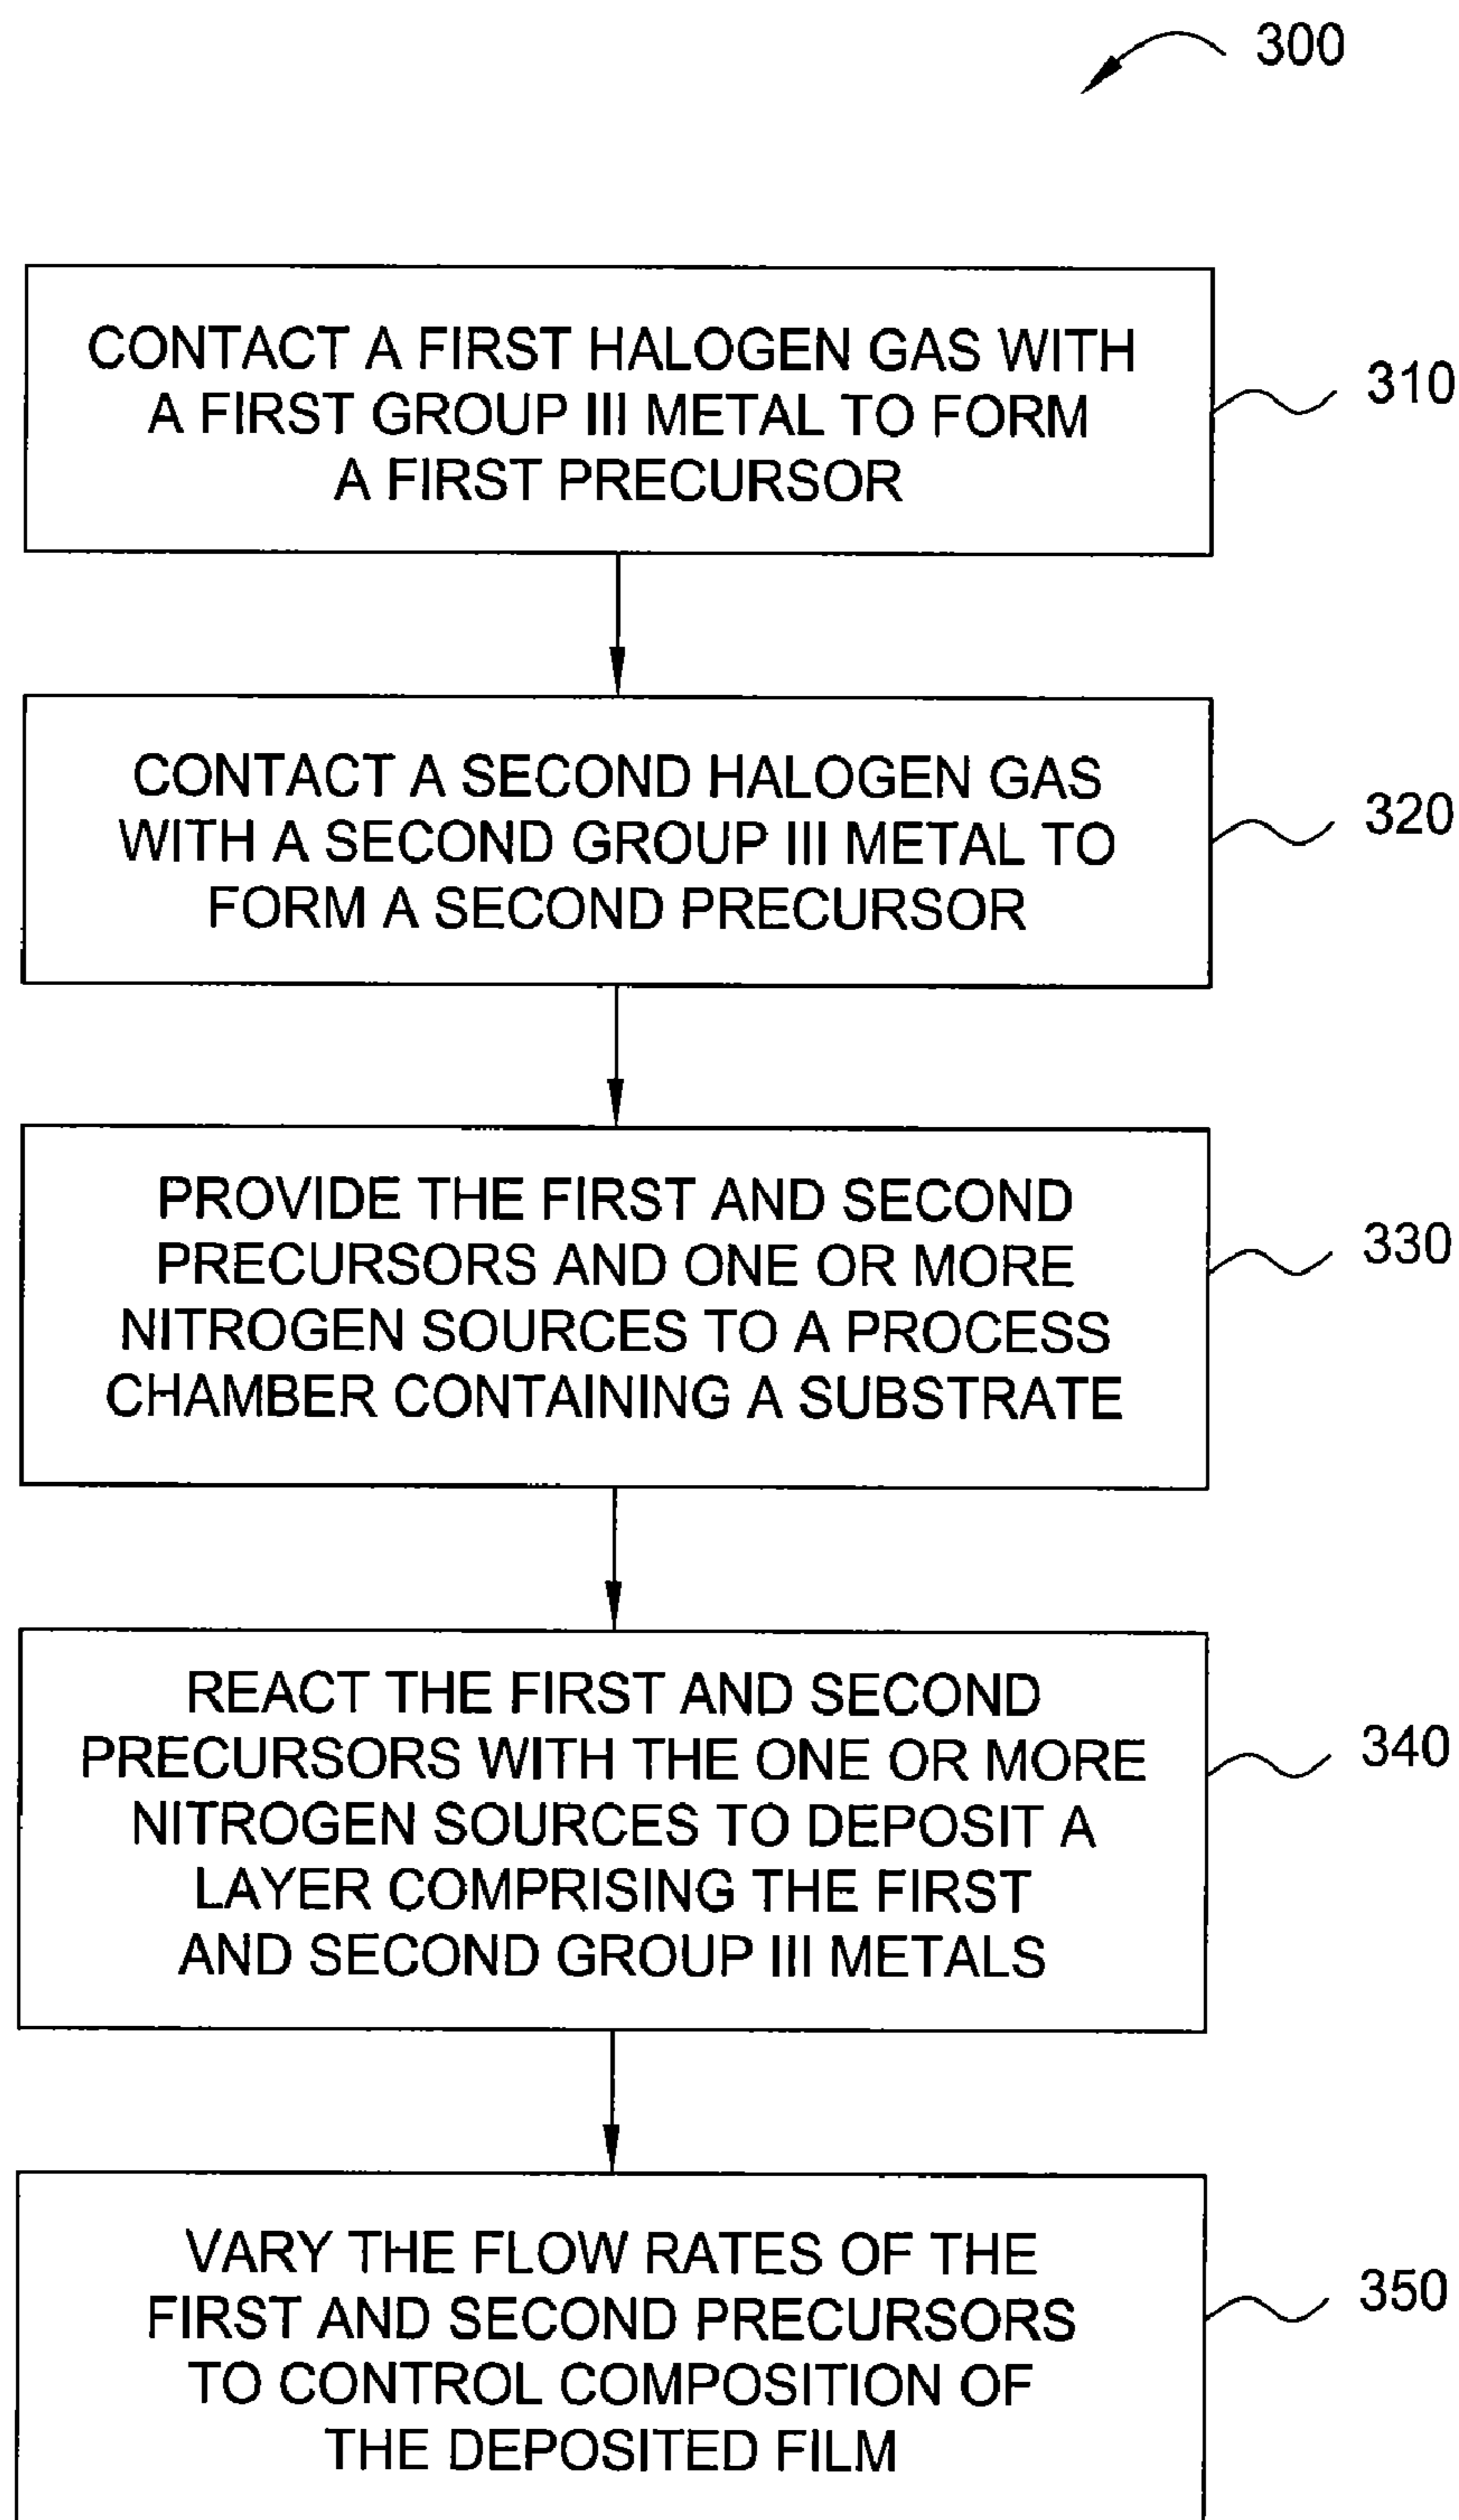 300
CONTACT A FIRST HALOGEN GAS WITH
A FIRST GROUP III METAL TO FORM
A FIRST PRECURSOR
310
CONTACT A SECOND HALOGEN GAS
WITH A SECOND GROUP III METAL TO
FORM A SECOND PRECURSOR
320
PROVIDE THE FIRST AND SECOND
PRECURSORS AND ONE OR MORE
NITROGEN SOURCES TO A PROCESS
CHAMBER CONTAINING A SUBSTRATE
330
REACT THE FIRST AND SECOND
PRECURSORS WITH THE ONE OR MORE
NITROGEN SOURCES TO DEPOSIT A
LAYER COMPRISING THE FIRST
AND SECOND GROUP III METALS
340
VARY THE FLOW RATES OF THE
FIRST AND SECOND PRECURSORS
TO CONTROL COMPOSITION OF
THE DEPOSITED FILM
350